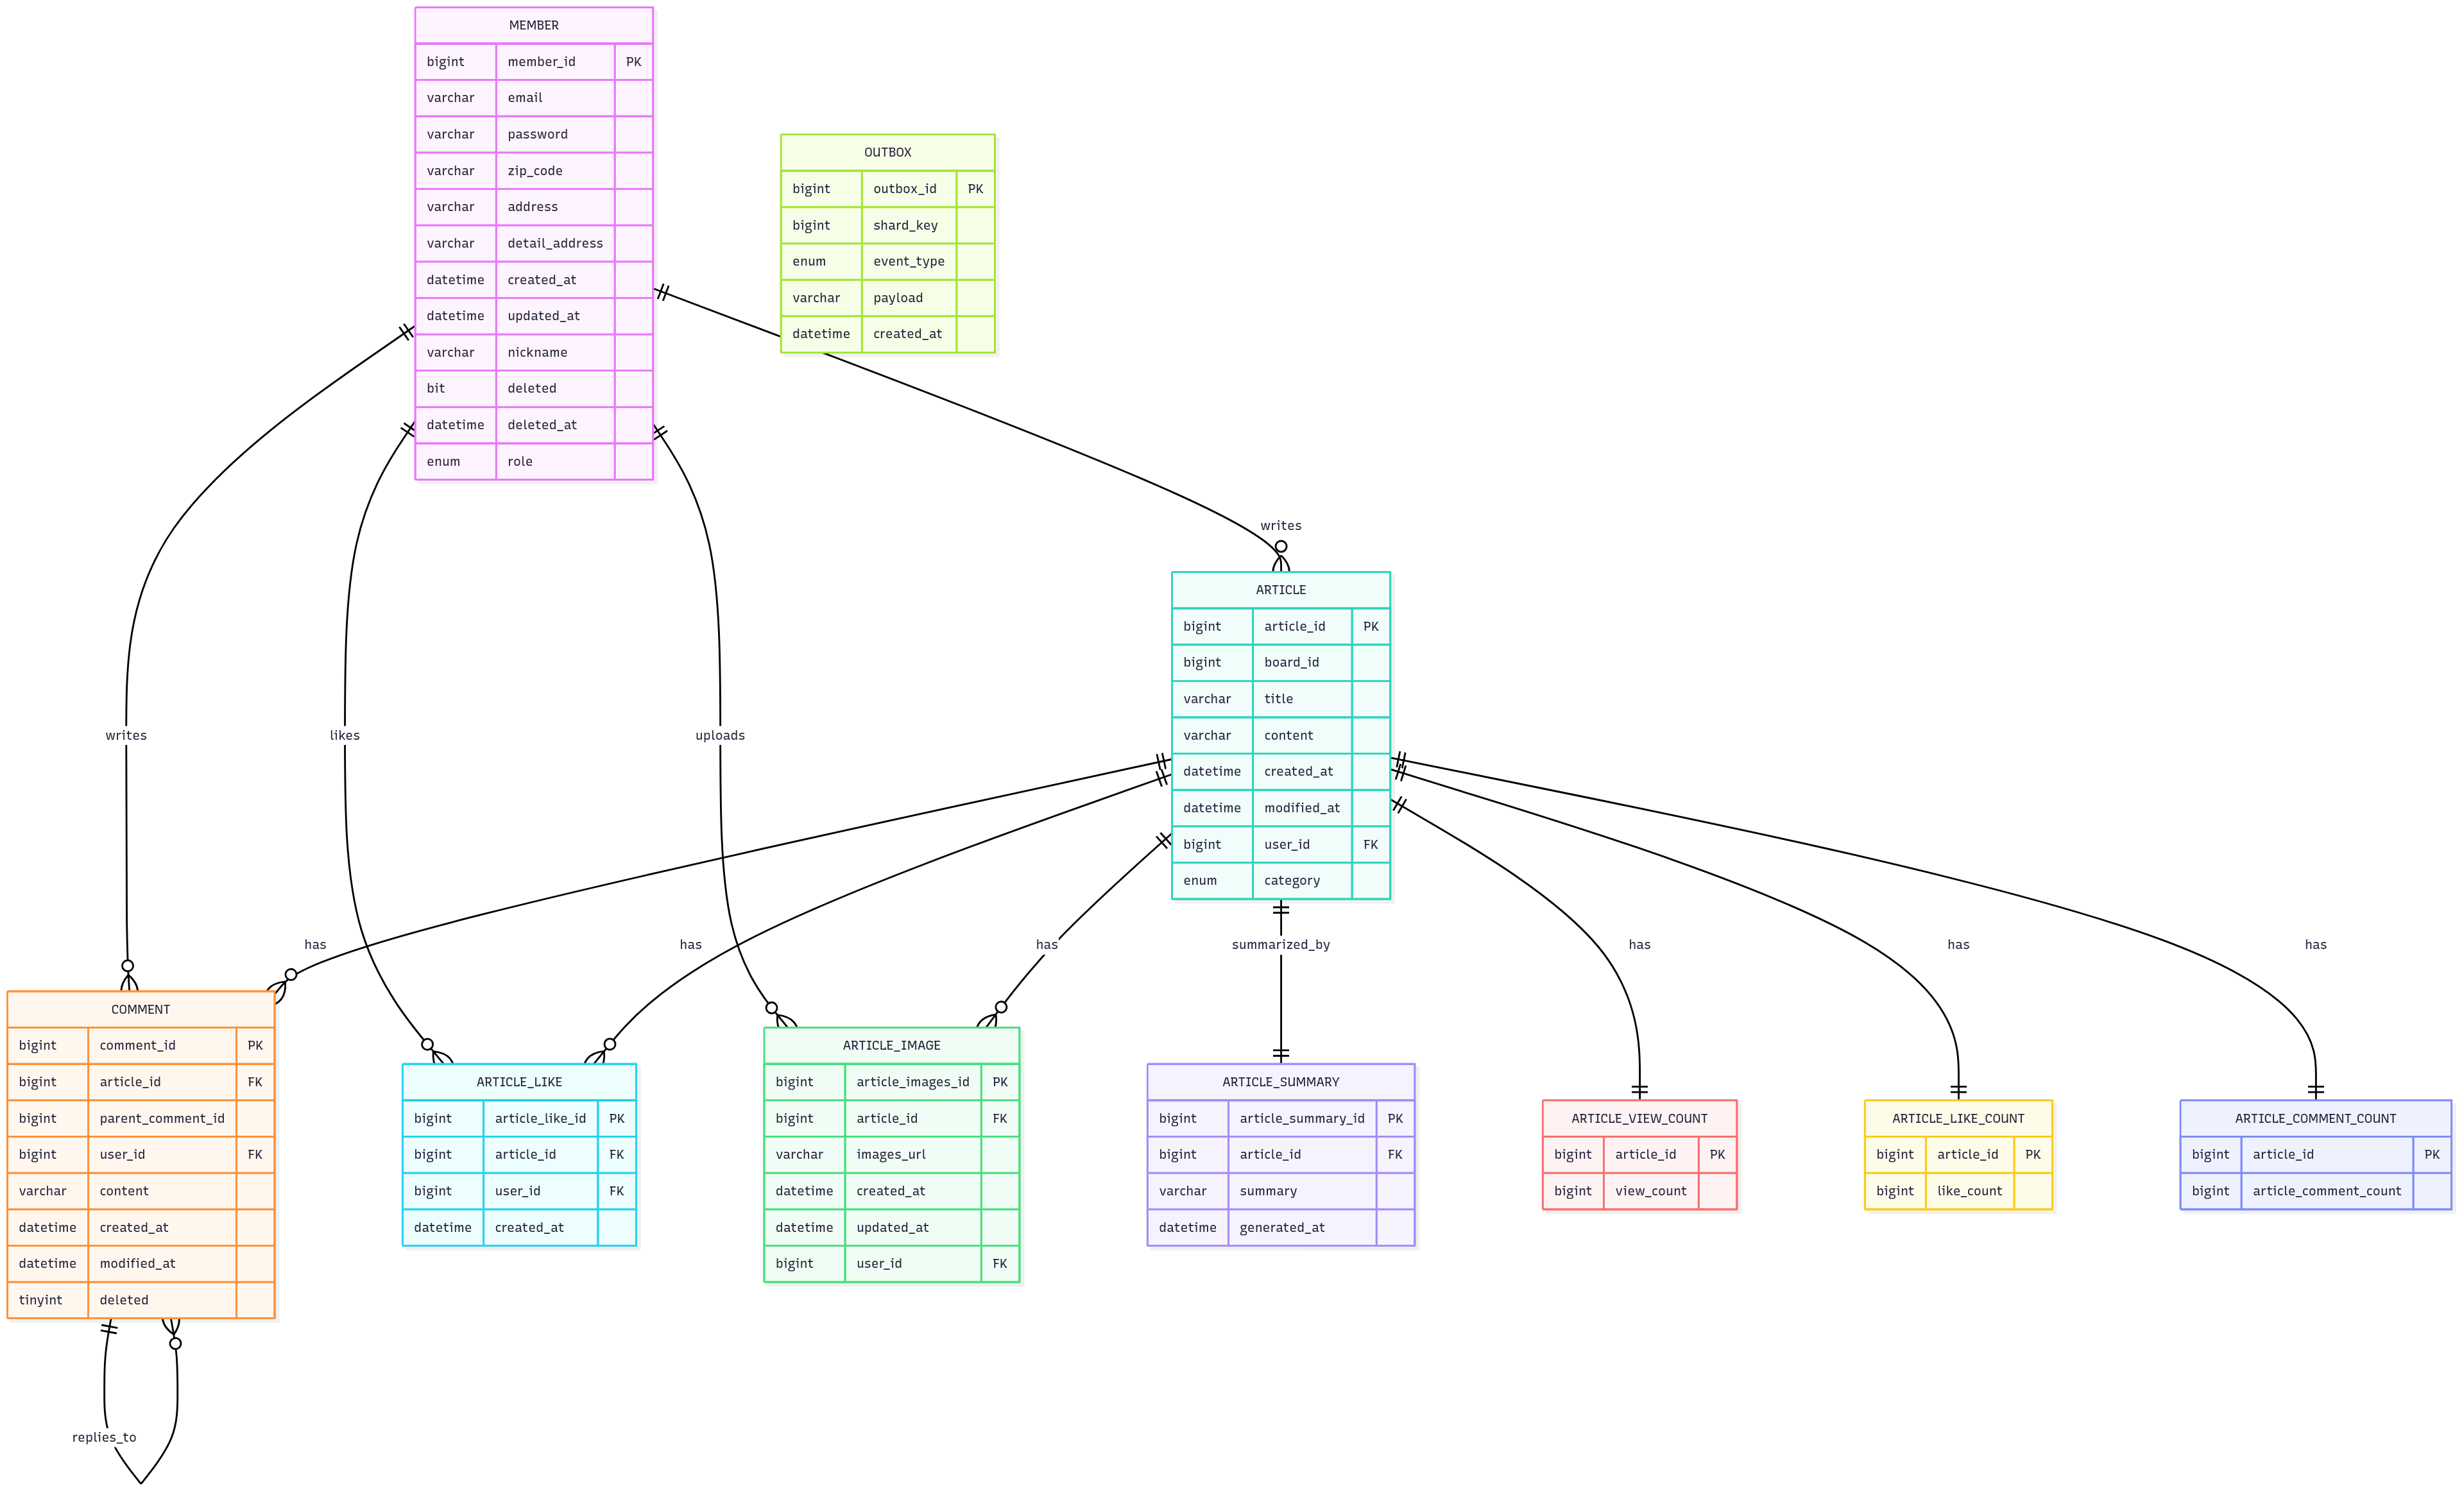 MEMBER
bigint member_id PK
varchar email
varchar password
varchar zip_code
varchar address
varchar detail_address
datetime created_at
datetime updated_at
varchar nickname
bit deleted
datetime deleted_at
enum role
OUTBOX
bigint outbox_id PK
bigint shard_key
enum event_type
varchar payload
datetime created_at
writes
ARTICLE
bigint article_id PK
bigint board_id
varchar title
varchar content
datetime created_at
datetime modified_at
bigint user_id FK
enum category
writes
likes
uploads
has
has
has
summarized_by
has
has
has
COMMENT
bigint comment_id PK
bigint article_id FK
bigint parent_comment_id
bigint user_id FK
varchar content
datetime created_at
datetime modified_at
tinyint deleted
ARTICLE_LIKE
bigint article_like_id PK
bigint article_id FK
bigint user_id FK
datetime created_at
ARTICLE_IMAGE
bigint article_images_id PK
bigint article_id FK
varchar images_url
datetime created_at
datetime updated_at
bigint user_id FK
ARTICLE_SUMMARY
bigint article_summary_id PK
bigint article_id FK
varchar summary
datetime generated_at
ARTICLE_VIEW_COUNT
bigint article_id PK
bigint view_count
ARTICLE_LIKE_COUNT
bigint article_id PK
bigint like_count
ARTICLE_COMMENT_COUNT
bigint article_id PK
bigint article_comment_count
replies_to